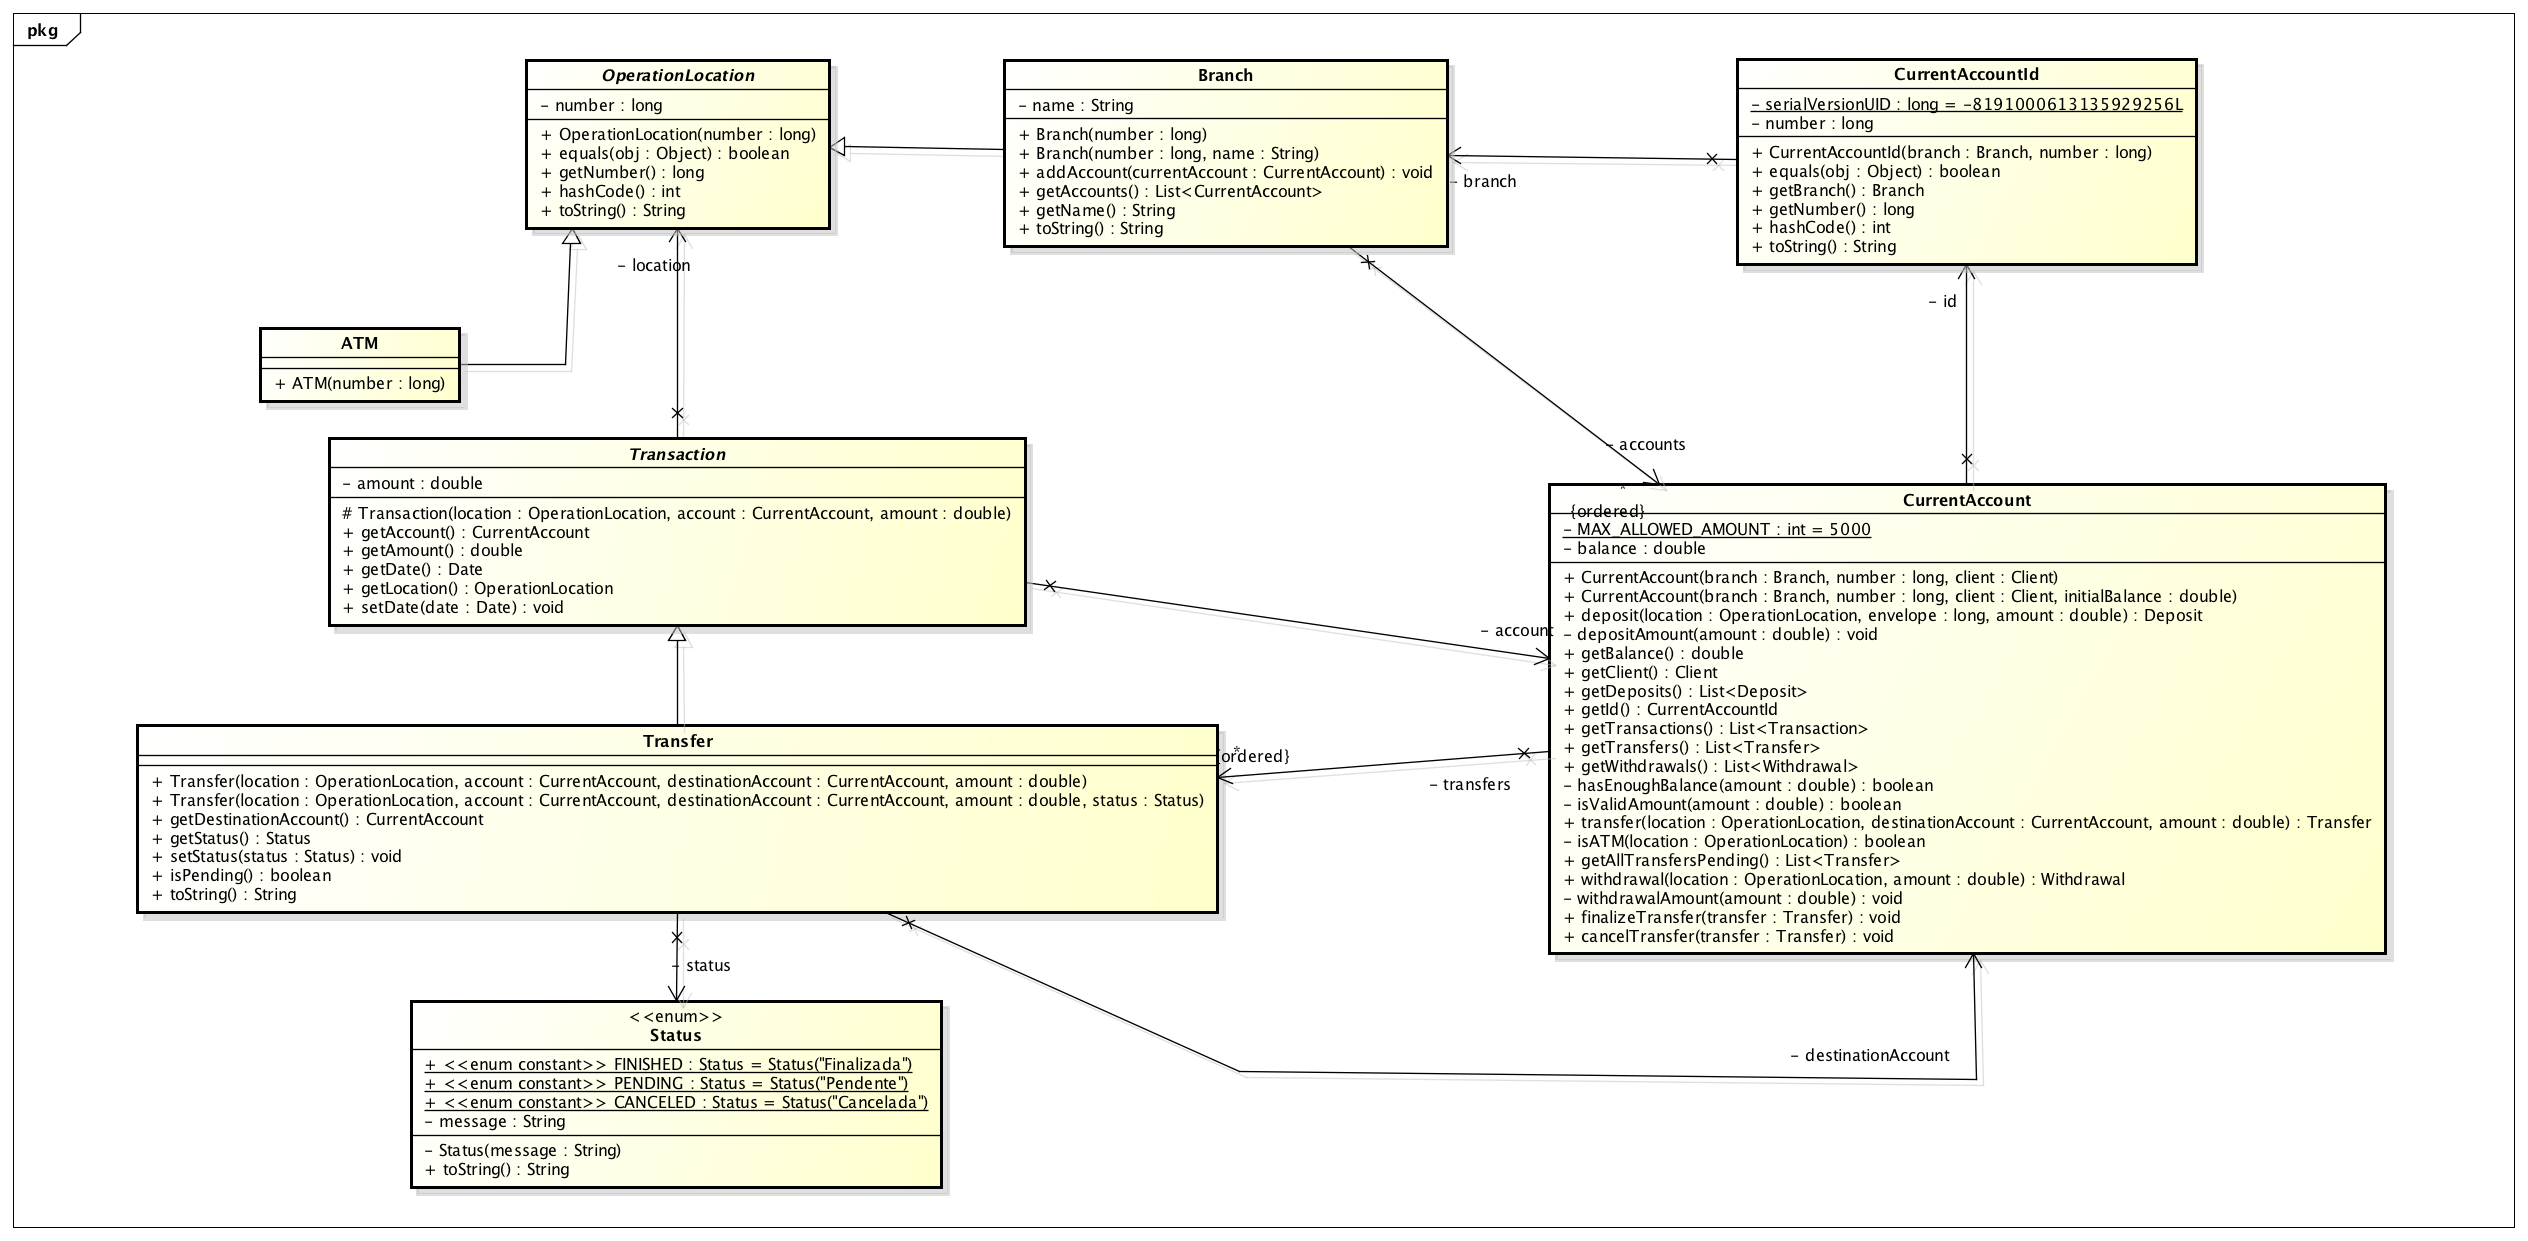 pkg
OperationLocation
- number : long
+ OperationLocation(number : long)
+ equals(obj : Object) : boolean
+ getNumber() : long
+ hashCode() : int
+ toString() : String
Branch
- name : String
+ Branch(number : long)
+ Branch(number : long, name : String)
+ addAccount(currentAccount : CurrentAccount) : void
+ getAccounts() : List<CurrentAccount>
+ getName() : String
+ toString() : String
CurrentAccountId
- serialVersionUID : long = -8191000613135929256L
- number : long
+ CurrentAccountId(branch : Branch, number : long)
+ equals(obj : Object) : boolean
+ getBranch() : Branch
+ getNumber() : long
+ hashCode() : int
+ toString() : String
- branch
- location
- id
ATM
+ ATM(number : long)
- accounts
*
{ordered}
Transaction
- amount : double
# Transaction(location : OperationLocation, account : CurrentAccount, amount : double)
+ getAccount() : CurrentAccount
+ getAmount() : double
+ getDate() : Date
+ getLocation() : OperationLocation
+ setDate(date : Date) : void
- account
CurrentAccount
- MAX_ALLOWED_AMOUNT : int = 5000
- balance : double
+ CurrentAccount(branch : Branch, number : long, client : Client)
+ CurrentAccount(branch : Branch, number : long, client : Client, initialBalance : double)
+ deposit(location : OperationLocation, envelope : long, amount : double) : Deposit
- depositAmount(amount : double) : void
+ getBalance() : double
+ getClient() : Client
+ getDeposits() : List<Deposit>
+ getId() : CurrentAccountId
+ getTransactions() : List<Transaction>
+ getTransfers() : List<Transfer>
+ getWithdrawals() : List<Withdrawal>
- hasEnoughBalance(amount : double) : boolean
- isValidAmount(amount : double) : boolean
+ transfer(location : OperationLocation, destinationAccount : CurrentAccount, amount : double) : Transfer
- isATM(location : OperationLocation) : boolean
+ getAllTransfersPending() : List<Transfer>
+ withdrawal(location : OperationLocation, amount : double) : Withdrawal
- withdrawalAmount(amount : double) : void
+ finalizeTransfer(transfer : Transfer) : void
+ cancelTransfer(transfer : Transfer) : void
Transfer
+ Transfer(location : OperationLocation, account : CurrentAccount, destinationAccount : CurrentAccount, amount : double)
+ Transfer(location : OperationLocation, account : CurrentAccount, destinationAccount : CurrentAccount, amount : double, status : Status)
+ getDestinationAccount() : CurrentAccount
+ getStatus() : Status
+ setStatus(status : Status) : void
+ isPending() : boolean
+ toString() : String
*
{ordered}
- transfers
- status
- destinationAccount
<<enum>>
Status
+ <<enum constant>> FINISHED : Status = Status("Finalizada")
+ <<enum constant>> PENDING : Status = Status("Pendente")
+ <<enum constant>> CANCELED : Status = Status("Cancelada")
- message : String
- Status(message : String)
+ toString() : String